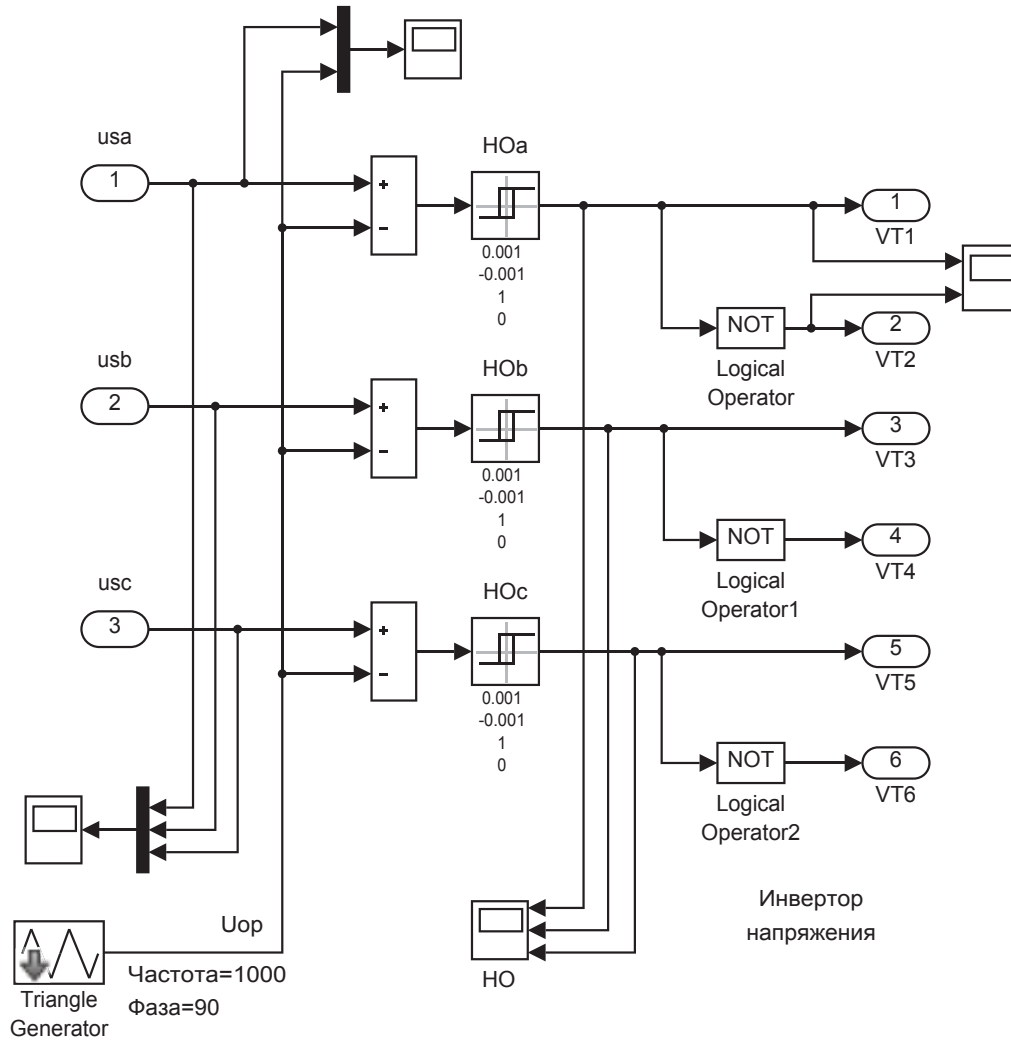 usa
1
+
-
HOa
0.001
-0.001
1
0
1
VT1
NOT
Logical
Operator
2
VT2
usb
2
+
-
HOb
0.001
-0.001
1
0
3
VT3
NOT
Logical
Operator1
4
VT4
usc
3
+
-
HOc
0.001
-0.001
1
0
5
VT5
NOT
Logical
Operator2
6
VT6
Uop
Triangle
Generator
Частота=1000
Фаза=90
HO
Инвертор
напряжения